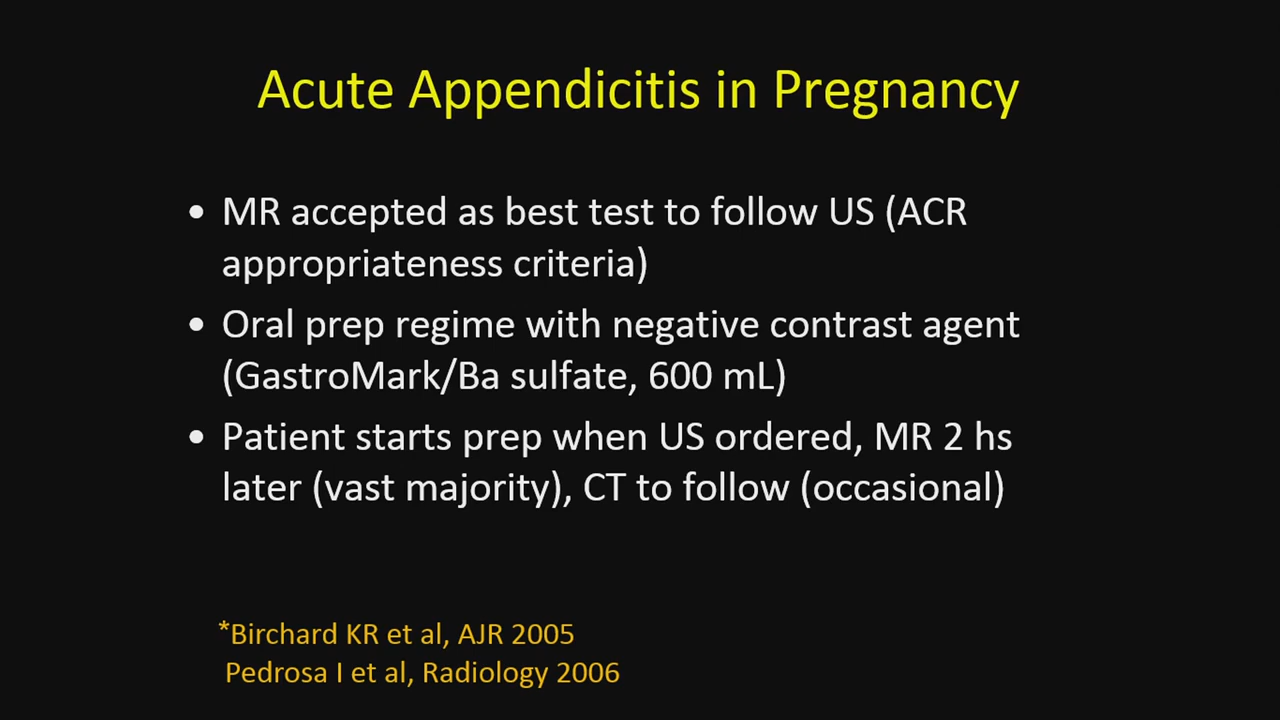 Acute Appendicitis in Pregnancy
• MR accepted as best test to follow US (ACR
appropriateness criteria)
• Oral prep regime with negative contrast agent
(GastroMark/Ba sulfate, 600 mL)
• Patient starts prep when US ordered, MR 2 hs
later (vast majority), CT to follow (occasional)
*Birchard KR et al, AJR 2005
Pedrosa I et al, Radiology 2006